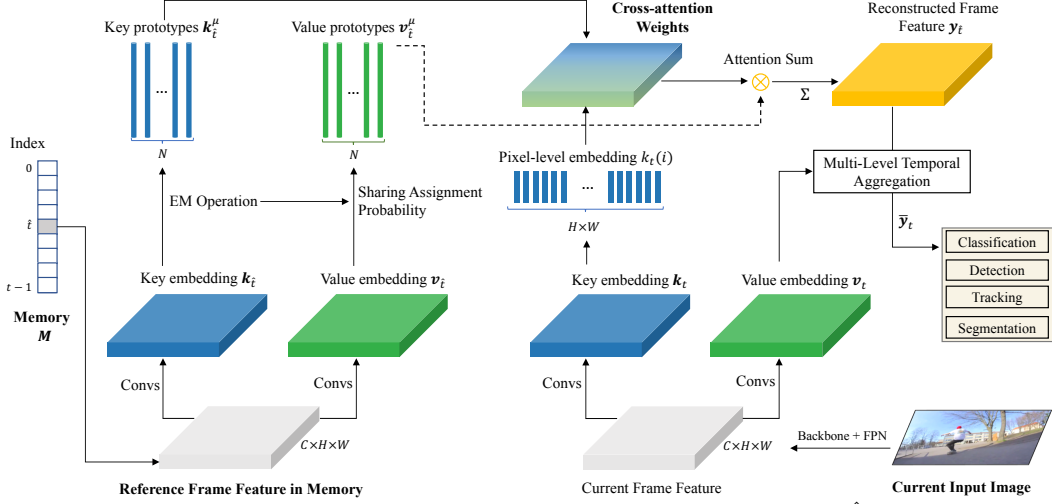 Key prototypes 𝒌^μ_t̂
Value prototypes 𝒗^μ_t̂
Cross-attention
Weights
Reconstructed Frame
Feature 𝒚_t̂
...
...
Attention Sum
Σ
N
N
Index
0
t̂
t − 1
Memory
M
EM Operation
Sharing Assignment
Probability
Pixel-level embedding k_t(i)
...
H×W
Multi-Level Temporal
Aggregation
ȳ_t
Classification
Detection
Tracking
Segmentation
Key embedding 𝒌_t̂
Value embedding 𝒗_t̂
Key embedding 𝒌_t
Value embedding 𝒗_t
Convs
Convs
Convs
Convs
C×H×W
C×H×W
Backbone + FPN
Reference Frame Feature in Memory
Current Frame Feature
Current Input Image